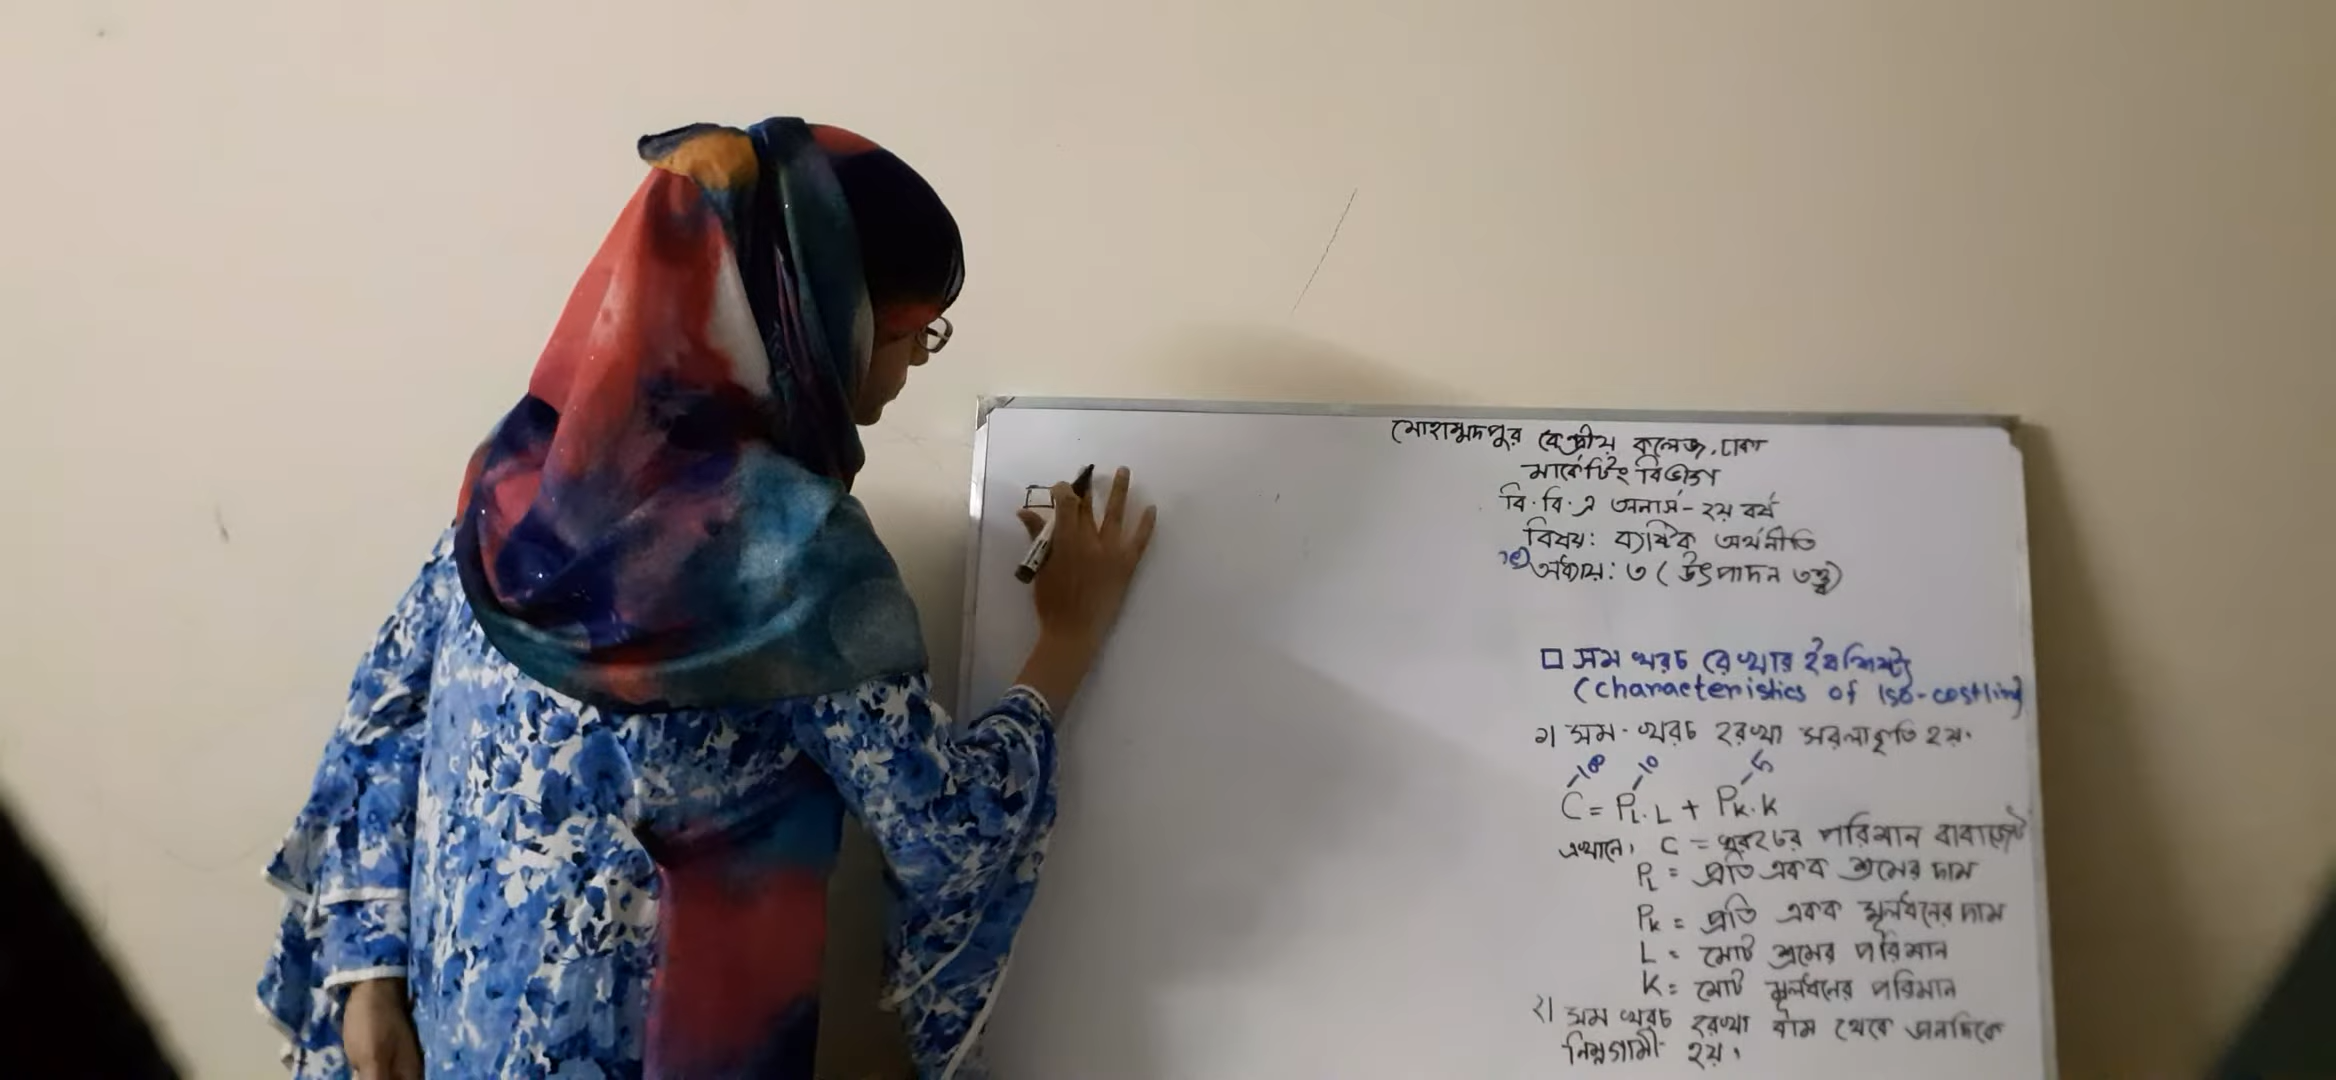 মোহাম্মদপুর কেন্দ্রীয় কলেজ, ঢাকা
মার্কেটিং বিভাগ
বি.বি.এ অনার্স - ২য় বর্ষ
বিষয়: ব্যষ্টিক অর্থনীতি
অধ্যায়: ৩ (উৎপাদন তত্ত্ব)
□ সম খরচ রেখার বৈশিষ্ট্য
(characteristics of Iso-costline)
১। সম-খরচ রেখা সরলাকৃতি হয়.
10
C = PL.L + Pk.K
এখানে, C = খরচের পরিমান বা বাজেট
PL = প্রতি একক শ্রমের দাম
Pk = প্রতি একক মূলধনের দাম
L = মোট শ্রমের পরিমান
K = মোট মূলধনের পরিমান
২। সম খরচ রেখা বাম থেকে ডানদিকে
নিম্নগামী হয়।